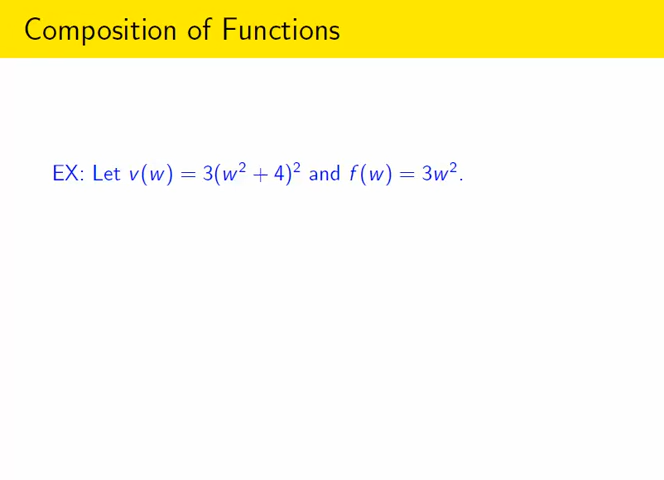 Composition of Functions
EX: Let v(w) = 3(w² + 4)² and f(w) = 3w².